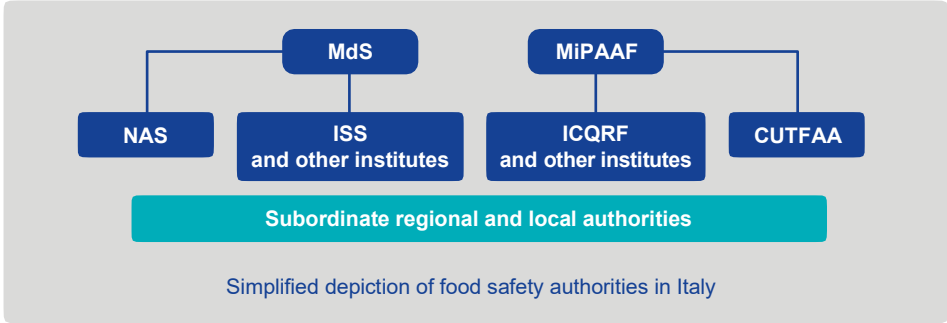 MdS
MiPAAF
NAS
ISS
and other institutes
ICQRF
and other institutes
CUTFAA
Subordinate regional and local authorities
Simplified depiction of food safety authorities in Italy